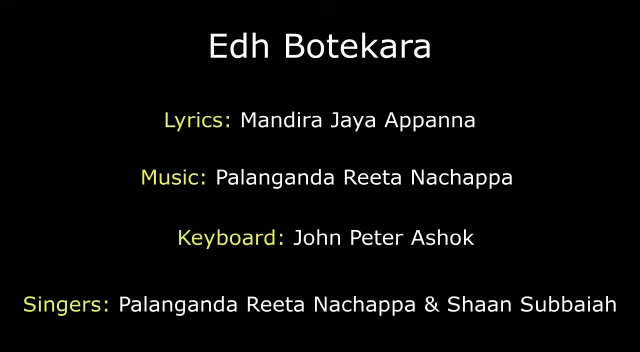 Edh Botekara
Lyrics: Mandira Jaya Appanna
Music: Palanganda Reeta Nachappa
Keyboard: John Peter Ashok
Singers: Palanganda Reeta Nachappa & Shaan Subbaiah